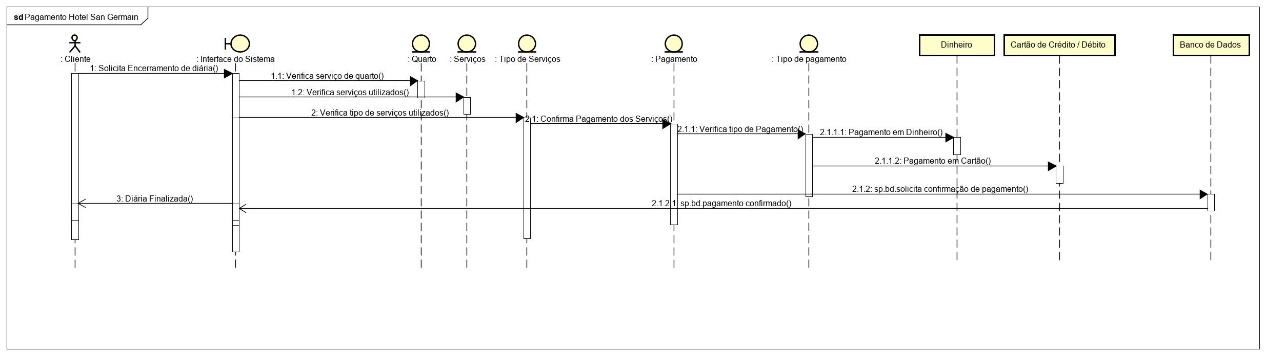 sd Pagamento Hotel San Germain
: Cliente
: Interface do Sistema
: Quarto
: Serviços
: Tipo de Serviços
: Pagamento
: Tipo de pagamento
Dinheiro
Cartão de Crédito / Débito
Banco de Dados
1: Solicita Encerramento de diária()
1.1: Verifica serviço de quarto()
1.2: Verifica serviços utilizados()
2: Verifica tipo de serviços utilizados()
2.1: Confirma Pagamento dos Serviços()
2.1.1: Verifica tipo de Pagamento()
2.1.1.1: Pagamento em Dinheiro()
2.1.1.2: Pagamento em Cartão()
2.1.2: sp.bd.solicita confirmação de pagamento()
3: Diária Finalizada()
2.1.2.1: sp.bd.pagamento confirmado()